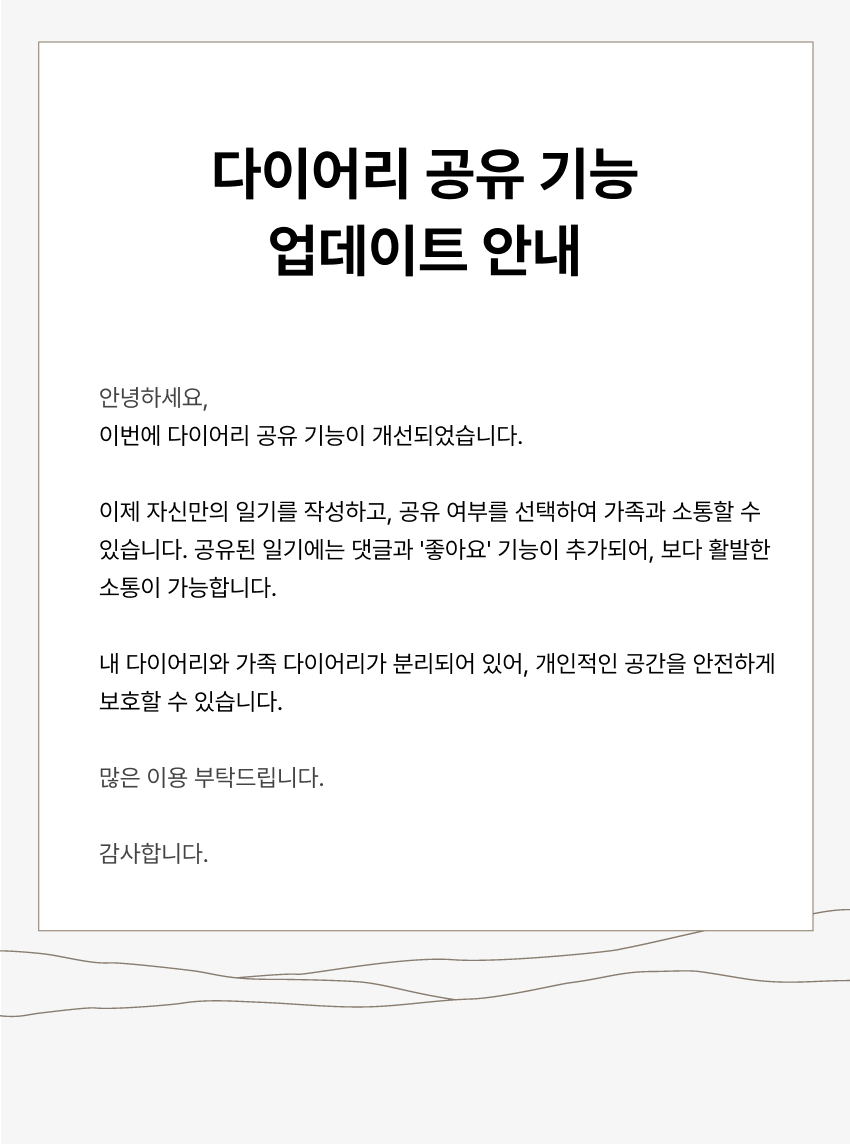 다이어리 공유 기능
업데이트 안내
안녕하세요,
이번에 다이어리 공유 기능이 개선되었습니다.
이제 자신만의 일기를 작성하고, 공유 여부를 선택하여 가족과 소통할 수
있습니다. 공유된 일기에는 댓글과 '좋아요' 기능이 추가되어, 보다 활발한
소통이 가능합니다.
내 다이어리와 가족 다이어리가 분리되어 있어, 개인적인 공간을 안전하게
보호할 수 있습니다.
많은 이용 부탁드립니다.
감사합니다.